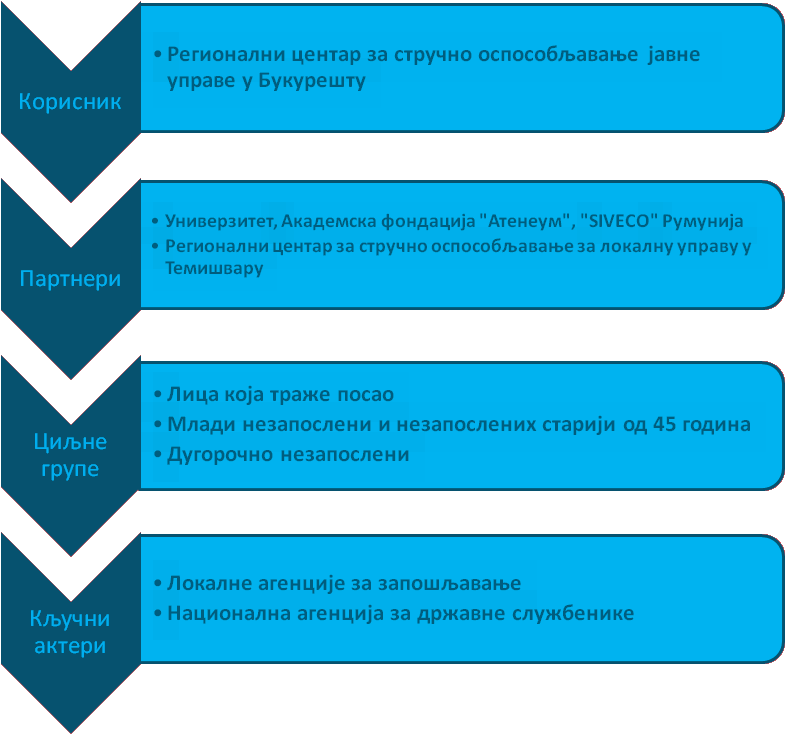 Корисник
• Регионални центар за стручно оспособљавање јавне
управе у Букурешту
Партнери
• Универзитет, Академска фондација "Атенеум", "SIVECO" Румунија
• Регионални центар за стручно оспособљавање за локалну управу у
Темишвару
Циљне
групе
• Лица која траже посао
• Млади незапослени и незапослених старији од 45 година
• Дугорочно незапослени
Кључни
актери
• Локалне агенције за запошљавање
• Национална агенција за државне службенике